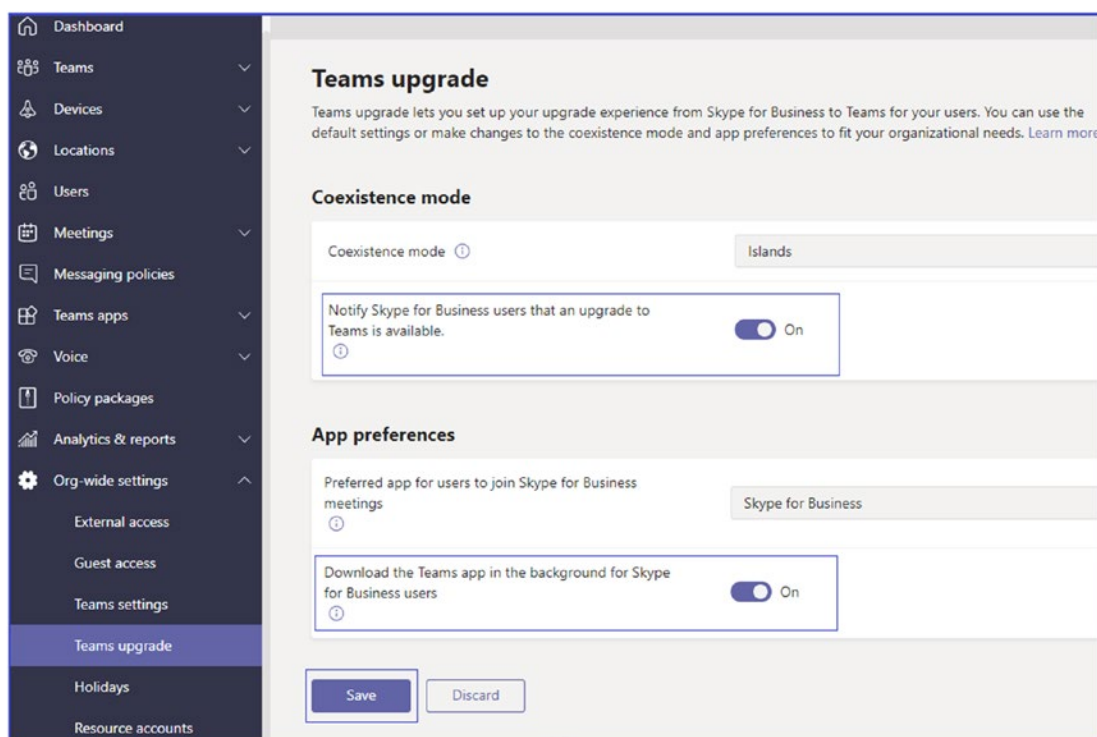 Dashboard
Teams
Devices
Locations
Users
Meetings
Messaging policies
Teams apps
Voice
Policy packages
Analytics & reports
Org-wide settings
External access
Guest access
Teams settings
Teams upgrade
Holidays
Resource accounts
Teams upgrade
Teams upgrade lets you set up your upgrade experience from Skype for Business to Teams for your users. You can use the
default settings or make changes to the coexistence mode and app preferences to fit your organizational needs. Learn more
Coexistence mode
Coexistence mode
Islands
Notify Skype for Business users that an upgrade to
Teams is available.
On
App preferences
Preferred app for users to join Skype for Business
meetings
Skype for Business
Download the Teams app in the background for Skype
for Business users
On
Save
Discard